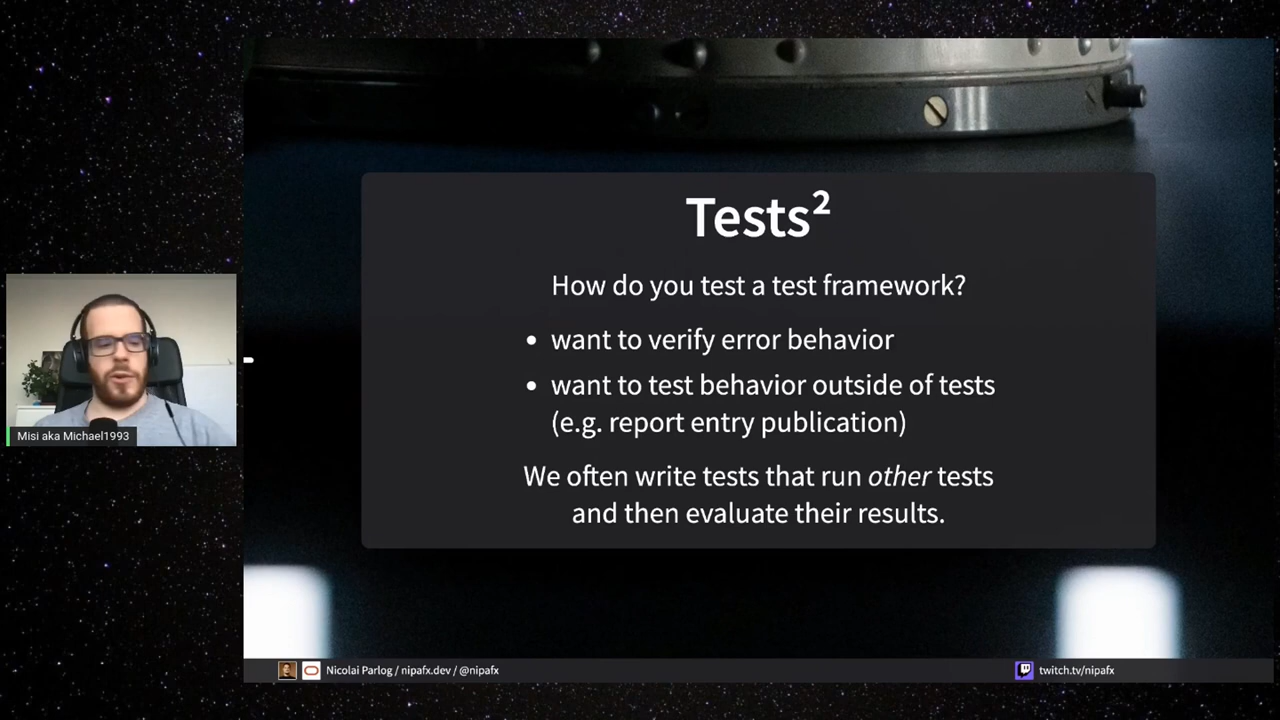 Tests²
How do you test a test framework?
• want to verify error behavior
• want to test behavior outside of tests
(e.g. report entry publication)
We often write tests that run other tests
and then evaluate their results.
Misi aka Michael1993
Nicolai Parlog / nipafx.dev / @nipafx
twitch.tv/nipafx